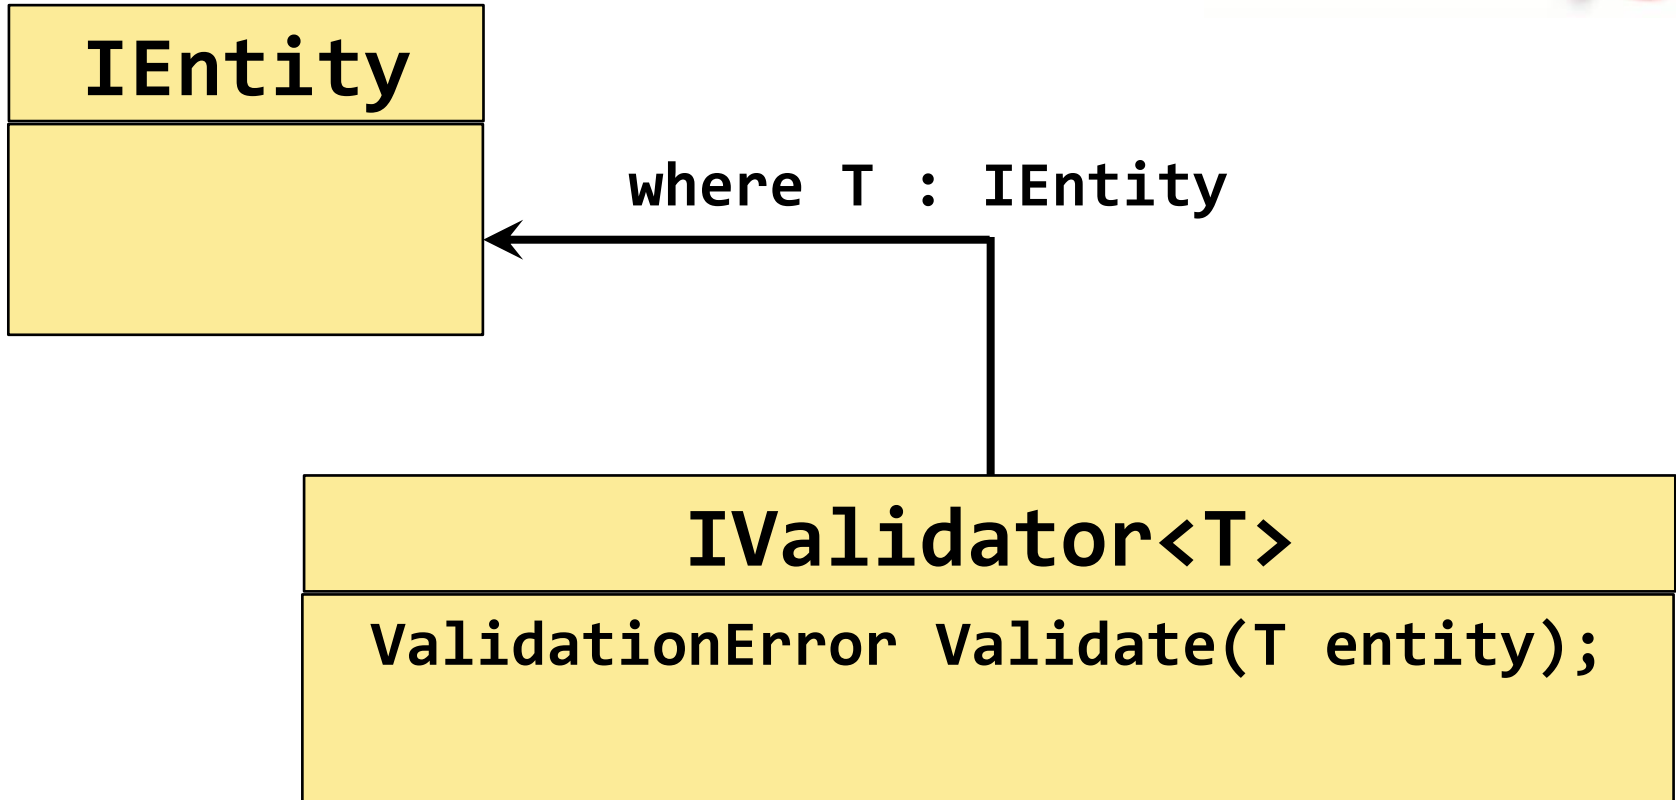 IEntity
where T : IEntity
IValidator<T>
ValidationError Validate(T entity);